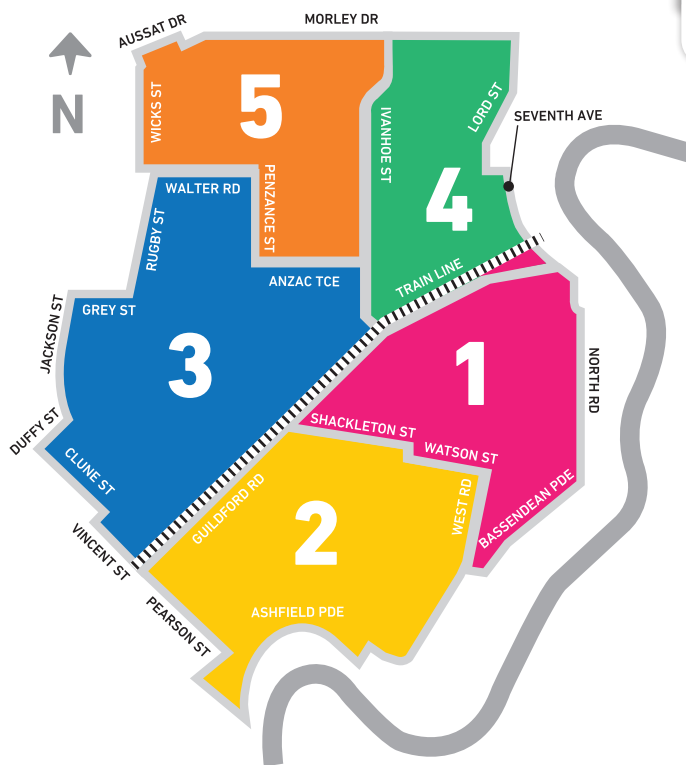 AUSSAT DR
MORLEY DR
N
WICKS ST
5
IVANHOE ST
LORD ST
SEVENTH AVE
4
WALTER RD
PENZANCE ST
RUGBY ST
ANZAC TCE
TRAIN LINE
GREY ST
JACKSON ST
3
1
NORTH RD
DUFFY ST
SHACKLETON ST
WATSON ST
CLUNE ST
GUILDFORD RD
WEST RD
BASSENDEAN PDE
2
VINCENT ST
PEARSON ST
ASHFIELD PDE